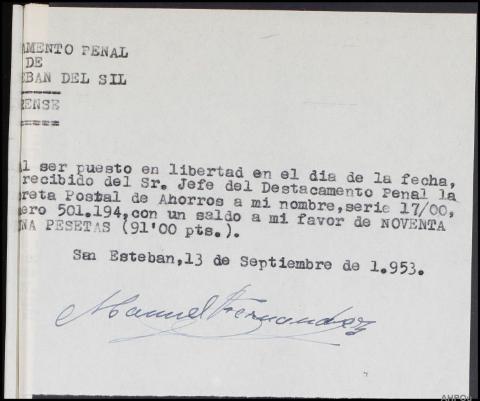 AMENTO PENAL
DE
EBAN DEL SIL
RENSE
al ser puesto en libertad en el dia de la fecha,
recibido del Sr. Jefe del Destacamento Penal la
reta Postal de Ahorros a mi nombre,serie 17/00,
ero 501.194,con un saldo a mi favor de NOVENTA
NA PESETAS (91'00 pts.).
San Esteban,13 de Septiembre de 1.953.
Manuel Fernandez